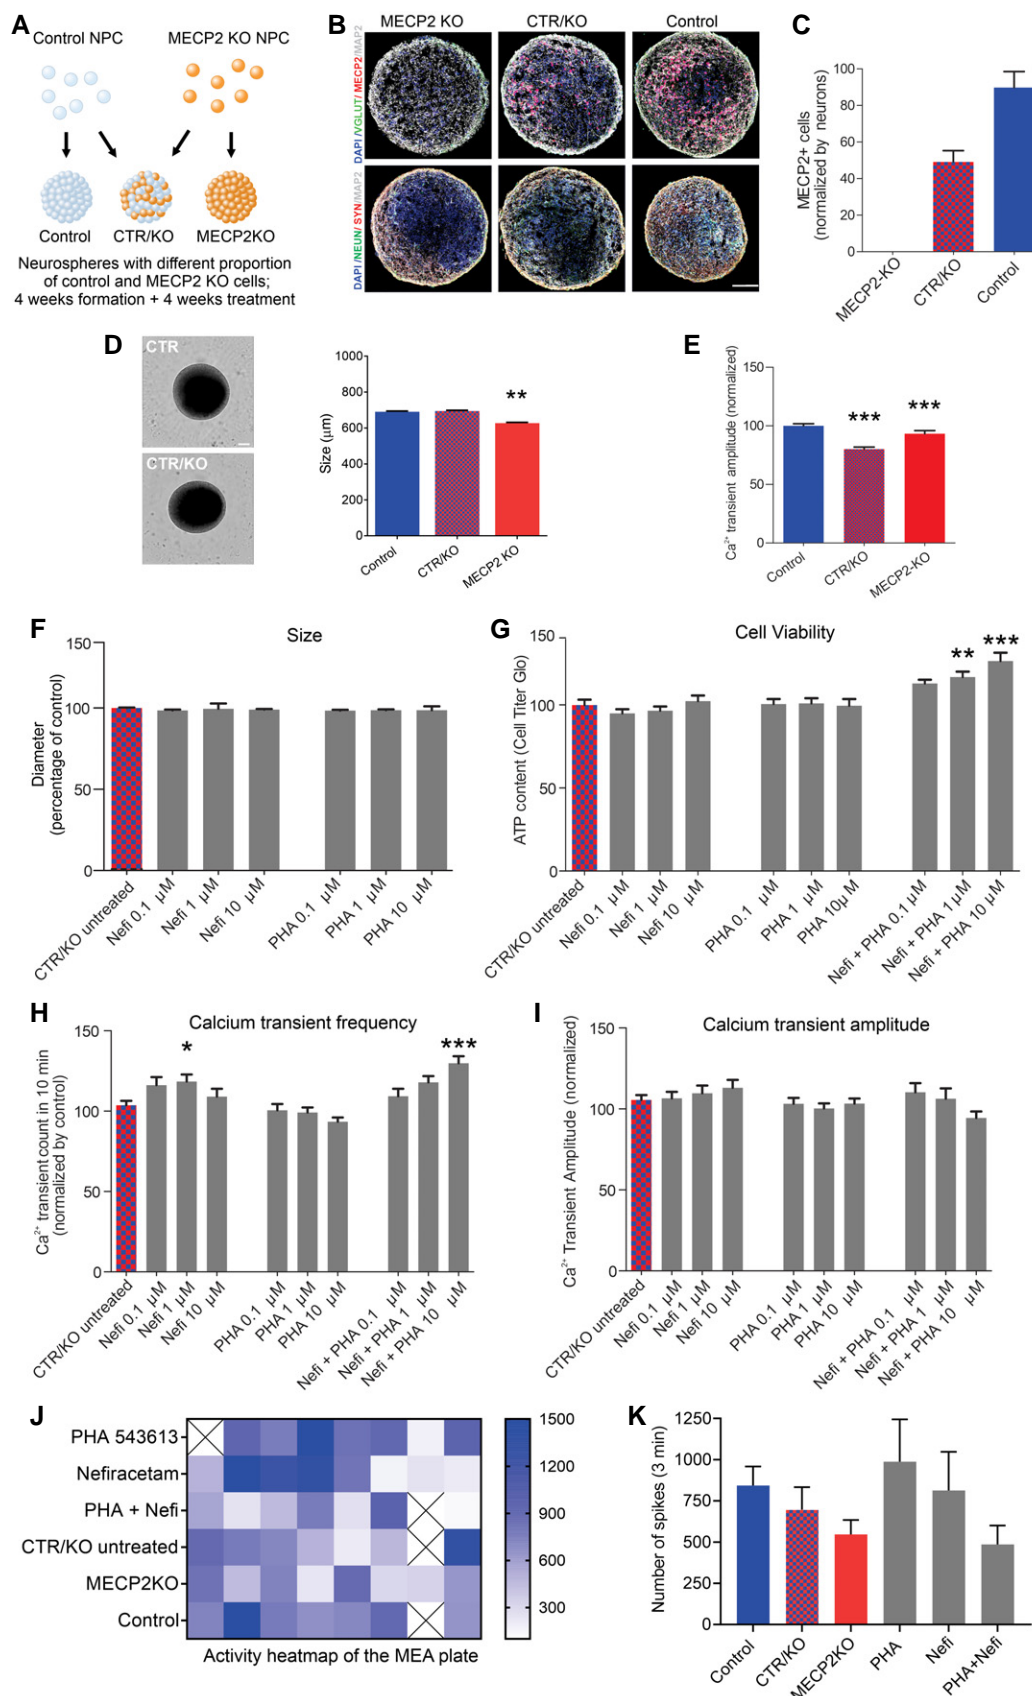 A
Control NPC
MECP2 KO NPC
Control
CTR/KO
MECP2KO
Neurospheres with different proportion
of control and MECP2 KO cells;
4 weeks formation + 4 weeks treatment
B
MECP2 KO
CTR/KO
Control
DAPI /VGLUT/ MECP2/MAP2
DAPI /NEUN/ SYN/MAP2
C
MECP2+ cells
(normalized by neurons)
100
80
60
40
20
0
MECP2-KO
CTR/KO
Control
D
CTR
CTR/KO
Size (μm)
1000
800
600
400
200
0
**
Control
CTR/KO
MECP2 KO
E
Ca²⁺ transient amplitude (normalized)
150
100
50
0
***
***
Control
CTR/KO
MECP2-KO
F
Size
Diameter
(percentage of control)
150
100
50
0
CTR/KO untreated
Nefi 0.1 μM
Nefi 1 μM
Nefi 10 μM
PHA 0.1 μM
PHA 1 μM
PHA 10 μM
G
Cell Viability
ATP content (Cell Titer Glo)
150
100
50
0
**
***
CTR/KO untreated
Nefi 0.1 μM
Nefi 1 μM
Nefi 10 μM
PHA 0.1 μM
PHA 1 μM
PHA 10μM
Nefi + PHA 0.1 μM
Nefi + PHA 1 μM
Nefi + PHA 10 μM
H
Calcium transient frequency
Ca²⁺ transient count in 10 min
(normalized by control)
150
100
50
0
*
***
CTR/KO untreated
Nefi 0.1 μM
Nefi 1 μM
Nefi 10 μM
PHA 0.1 μM
PHA 1 μM
PHA 10 μM
Nefi + PHA 0.1 μM
Nefi + PHA 1 μM
Nefi + PHA 10 μM
I
Calcium transient amplitude
Ca²⁺ Transient Amplitude (normalized)
150
100
50
0
CTR/KO untreated
Nefi 0.1 μM
Nefi 1 μM
Nefi 10 μM
PHA 0.1 μM
PHA 1 μM
PHA 10 μM
Nefi + PHA 0.1 μM
Nefi + PHA 1 μM
Nefi + PHA 10 μM
J
PHA 543613
Nefiracetam
PHA + Nefi
CTR/KO untreated
MECP2KO
Control
1500
1200
900
600
300
Activity heatmap of the MEA plate
K
Number of spikes (3 min)
1250
1000
750
500
250
0
Control
CTR/KO
MECP2KO
PHA
Nefi
PHA+Nefi